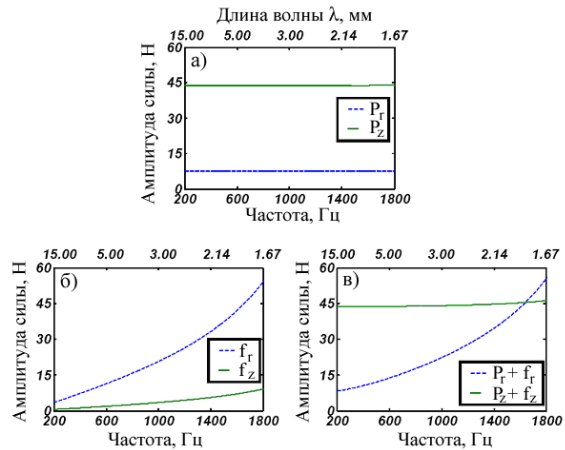 Длина волны λ, мм
15.00 5.00 3.00 2.14 1.67
а)
Амплитуда силы, Н
60
45
30
15
0
P_r
P_z
200 600 1000 1400 1800
Частота, Гц
15.00 5.00 3.00 2.14 1.67
б)
Амплитуда силы, Н
60
45
30
15
0
f_r
f_z
200 600 1000 1400 1800
Частота, Гц
15.00 5.00 3.00 2.14 1.67
в)
Амплитуда силы, Н
60
45
30
15
0
P_r + f_r
P_z + f_z
200 600 1000 1400 1800
Частота, Гц